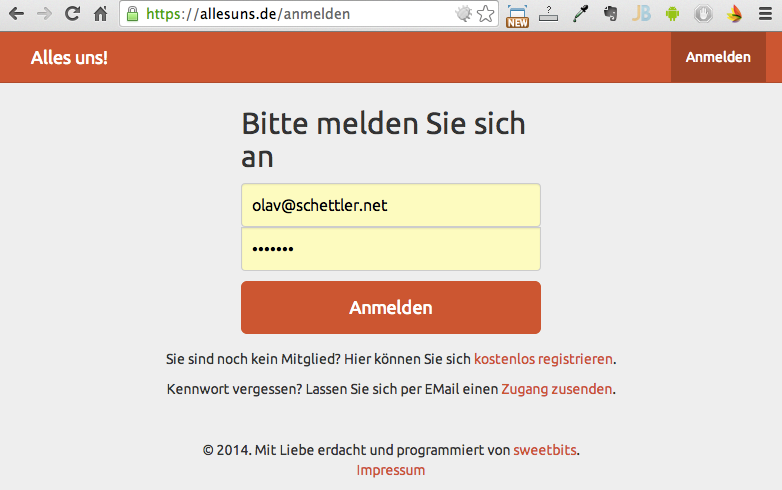 https://allesuns.de/anmelden
NEW
JB
Alles uns!
Anmelden
Bitte melden Sie sich
an
olav@schettler.net
•••••••
Anmelden
Sie sind noch kein Mitglied? Hier können Sie sich kostenlos registrieren.
Kennwort vergessen? Lassen Sie sich per EMail einen Zugang zusenden.
© 2014. Mit Liebe erdacht und programmiert von sweetbits.
Impressum